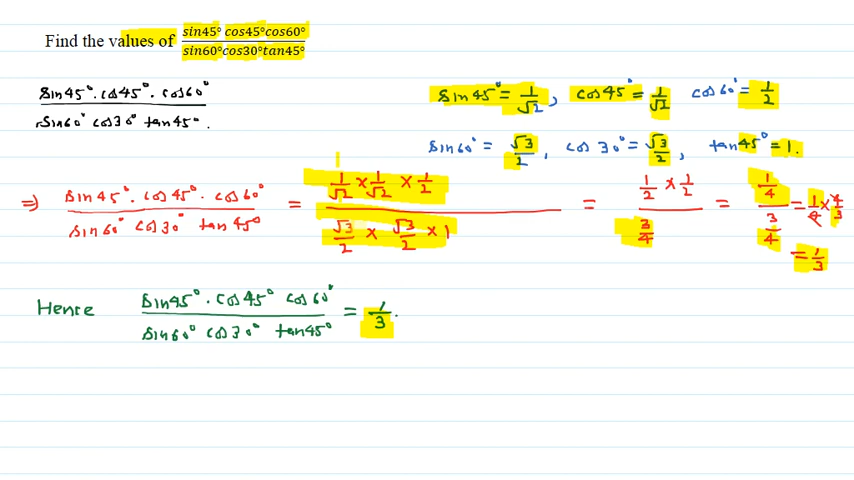 Find the values of sin45° cos45°cos60° / sin60°cos30°tan45°
sin45°. cos45°. cos60° / sin60° cos30° tan45°.
sin45° = 1/√2, cos45° = 1/√2 cos60° = 1/2
sin60° = √3/2, cos30° = √3/2, tan45° = 1.
⇒ sin45°. cos45°. cos60° / sin60° cos30° tan45° = 1/√2 × 1/√2 × 1/2 / √3/2 × √3/2 × 1 = 1/2 × 1/2 / 3/4 = 1/4 / 3/4 = 1/4 × 4/3
= 1/3
Hence sin45°. cos45° cos60° / sin60° cos30° tan45° = 1/3.